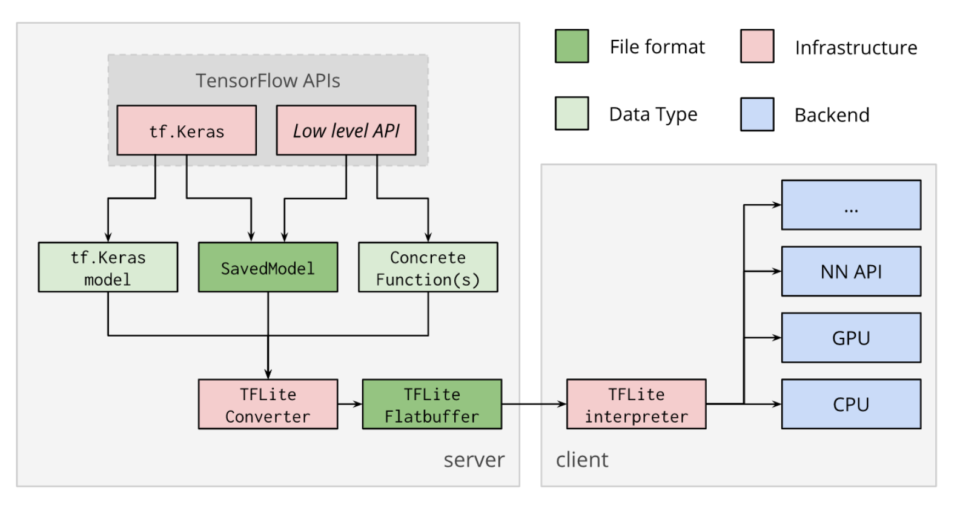 File format
Infrastructure
TensorFlow APIs
tf.Keras
Low level API
Data Type
Backend
tf.Keras
model
SavedModel
Concrete
Function(s)
...
NN API
GPU
TFLite
Converter
TFLite
Flatbuffer
TFLite
interpreter
CPU
server
client